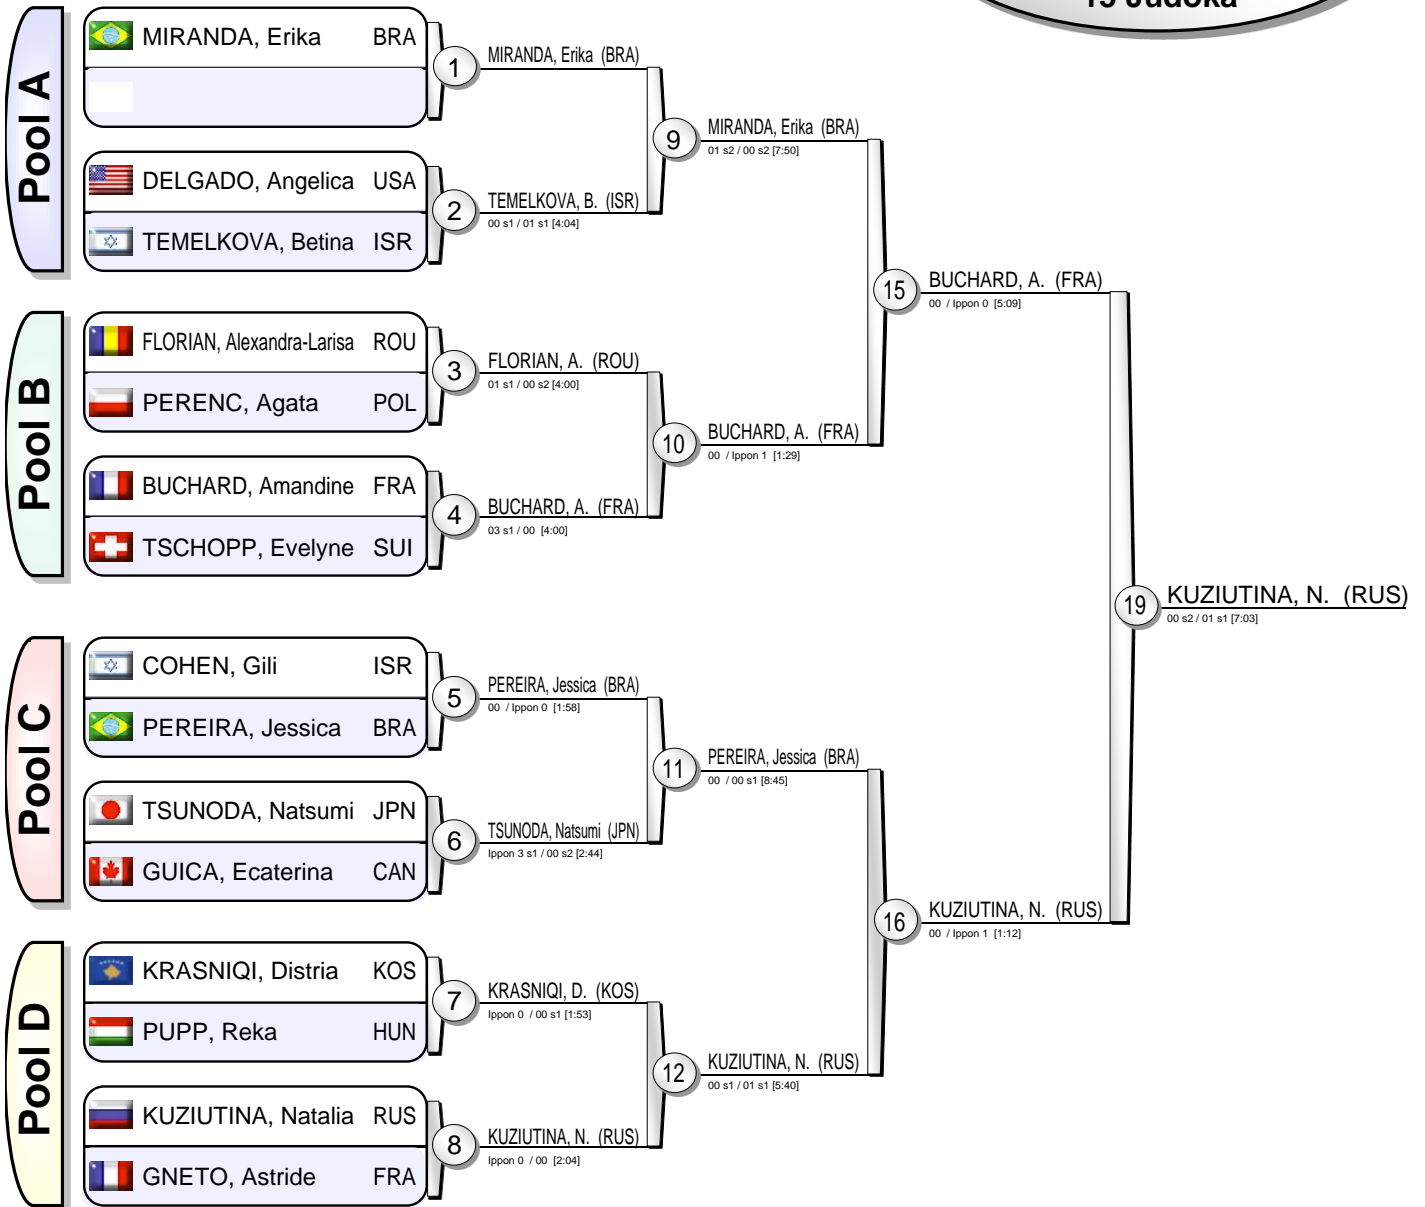 15 Judoka
Pool A
MIRANDA, Erika BRA
DELGADO, Angelica USA
TEMELKOVA, Betina ISR
Pool B
FLORIAN, Alexandra-Larisa ROU
PERENC, Agata POL
BUCHARD, Amandine FRA
TSCHOPP, Evelyne SUI
Pool C
COHEN, Gili ISR
PEREIRA, Jessica BRA
TSUNODA, Natsumi JPN
GUICA, Ecaterina CAN
Pool D
KRASNIQI, Distria KOS
PUPP, Reka HUN
KUZIUTINA, Natalia RUS
GNETO, Astride FRA
1 MIRANDA, Erika (BRA)
2 TEMELKOVA, B. (ISR)
00 s1 / 01 s1 [4:04]
3 FLORIAN, A. (ROU)
01 s1 / 00 s2 [4:00]
4 BUCHARD, A. (FRA)
03 s1 / 00 [4:00]
5 PEREIRA, Jessica (BRA)
00 / Ippon 0 [1:58]
6 TSUNODA, Natsumi (JPN)
Ippon 3 s1 / 00 s2 [2:44]
7 KRASNIQI, D. (KOS)
Ippon 0 / 00 s1 [1:53]
8 KUZIUTINA, N. (RUS)
Ippon 0 / 00 [2:04]
9 MIRANDA, Erika (BRA)
01 s2 / 00 s2 [7:50]
10 BUCHARD, A. (FRA)
00 / Ippon 1 [1:29]
11 PEREIRA, Jessica (BRA)
00 / 00 s1 [8:45]
12 KUZIUTINA, N. (RUS)
00 s1 / 01 s1 [5:40]
15 BUCHARD, A. (FRA)
00 / Ippon 0 [5:09]
16 KUZIUTINA, N. (RUS)
00 / Ippon 1 [1:12]
19 KUZIUTINA, N. (RUS)
00 s2 / 01 s1 [7:03]